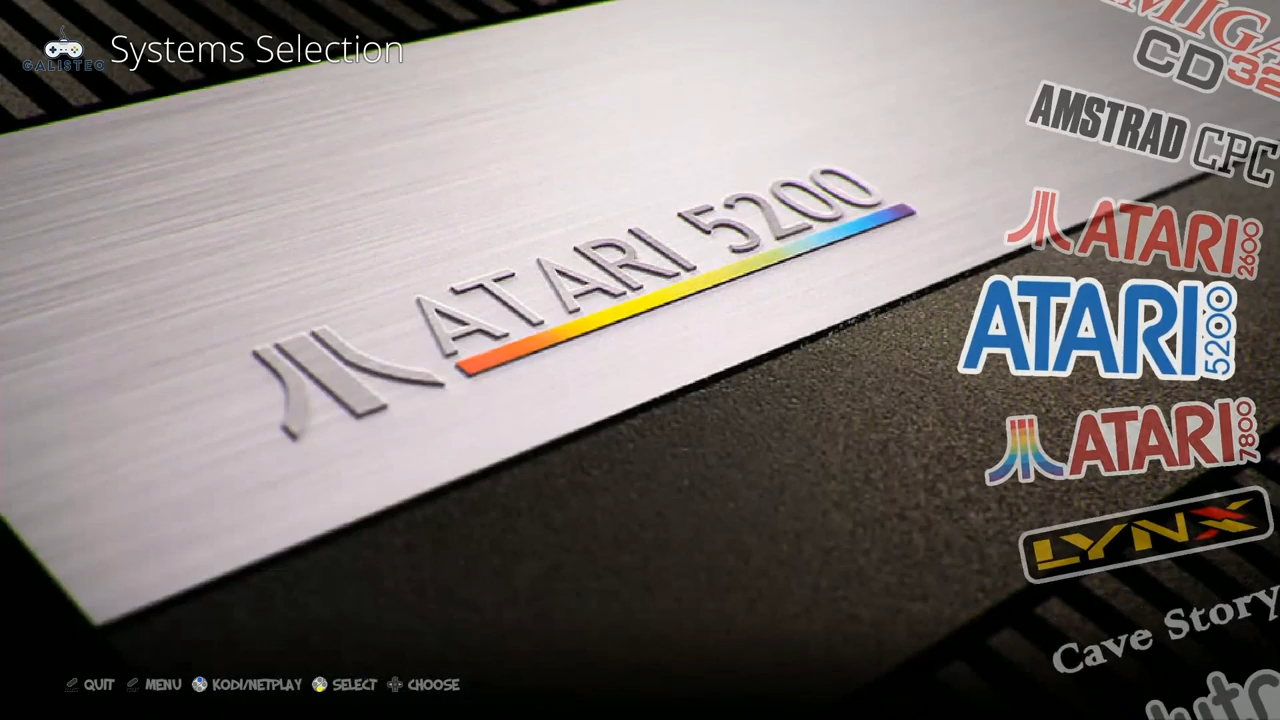 GALISTEO
Systems Selection
ATARI 5200
CD32
AMSTRAD CPC
ATARI 2600
ATARI 5200
ATARI 7800
LYNX
Cave Story
QUIT
MENU
KODI/NETPLAY
SELECT
CHOOSE